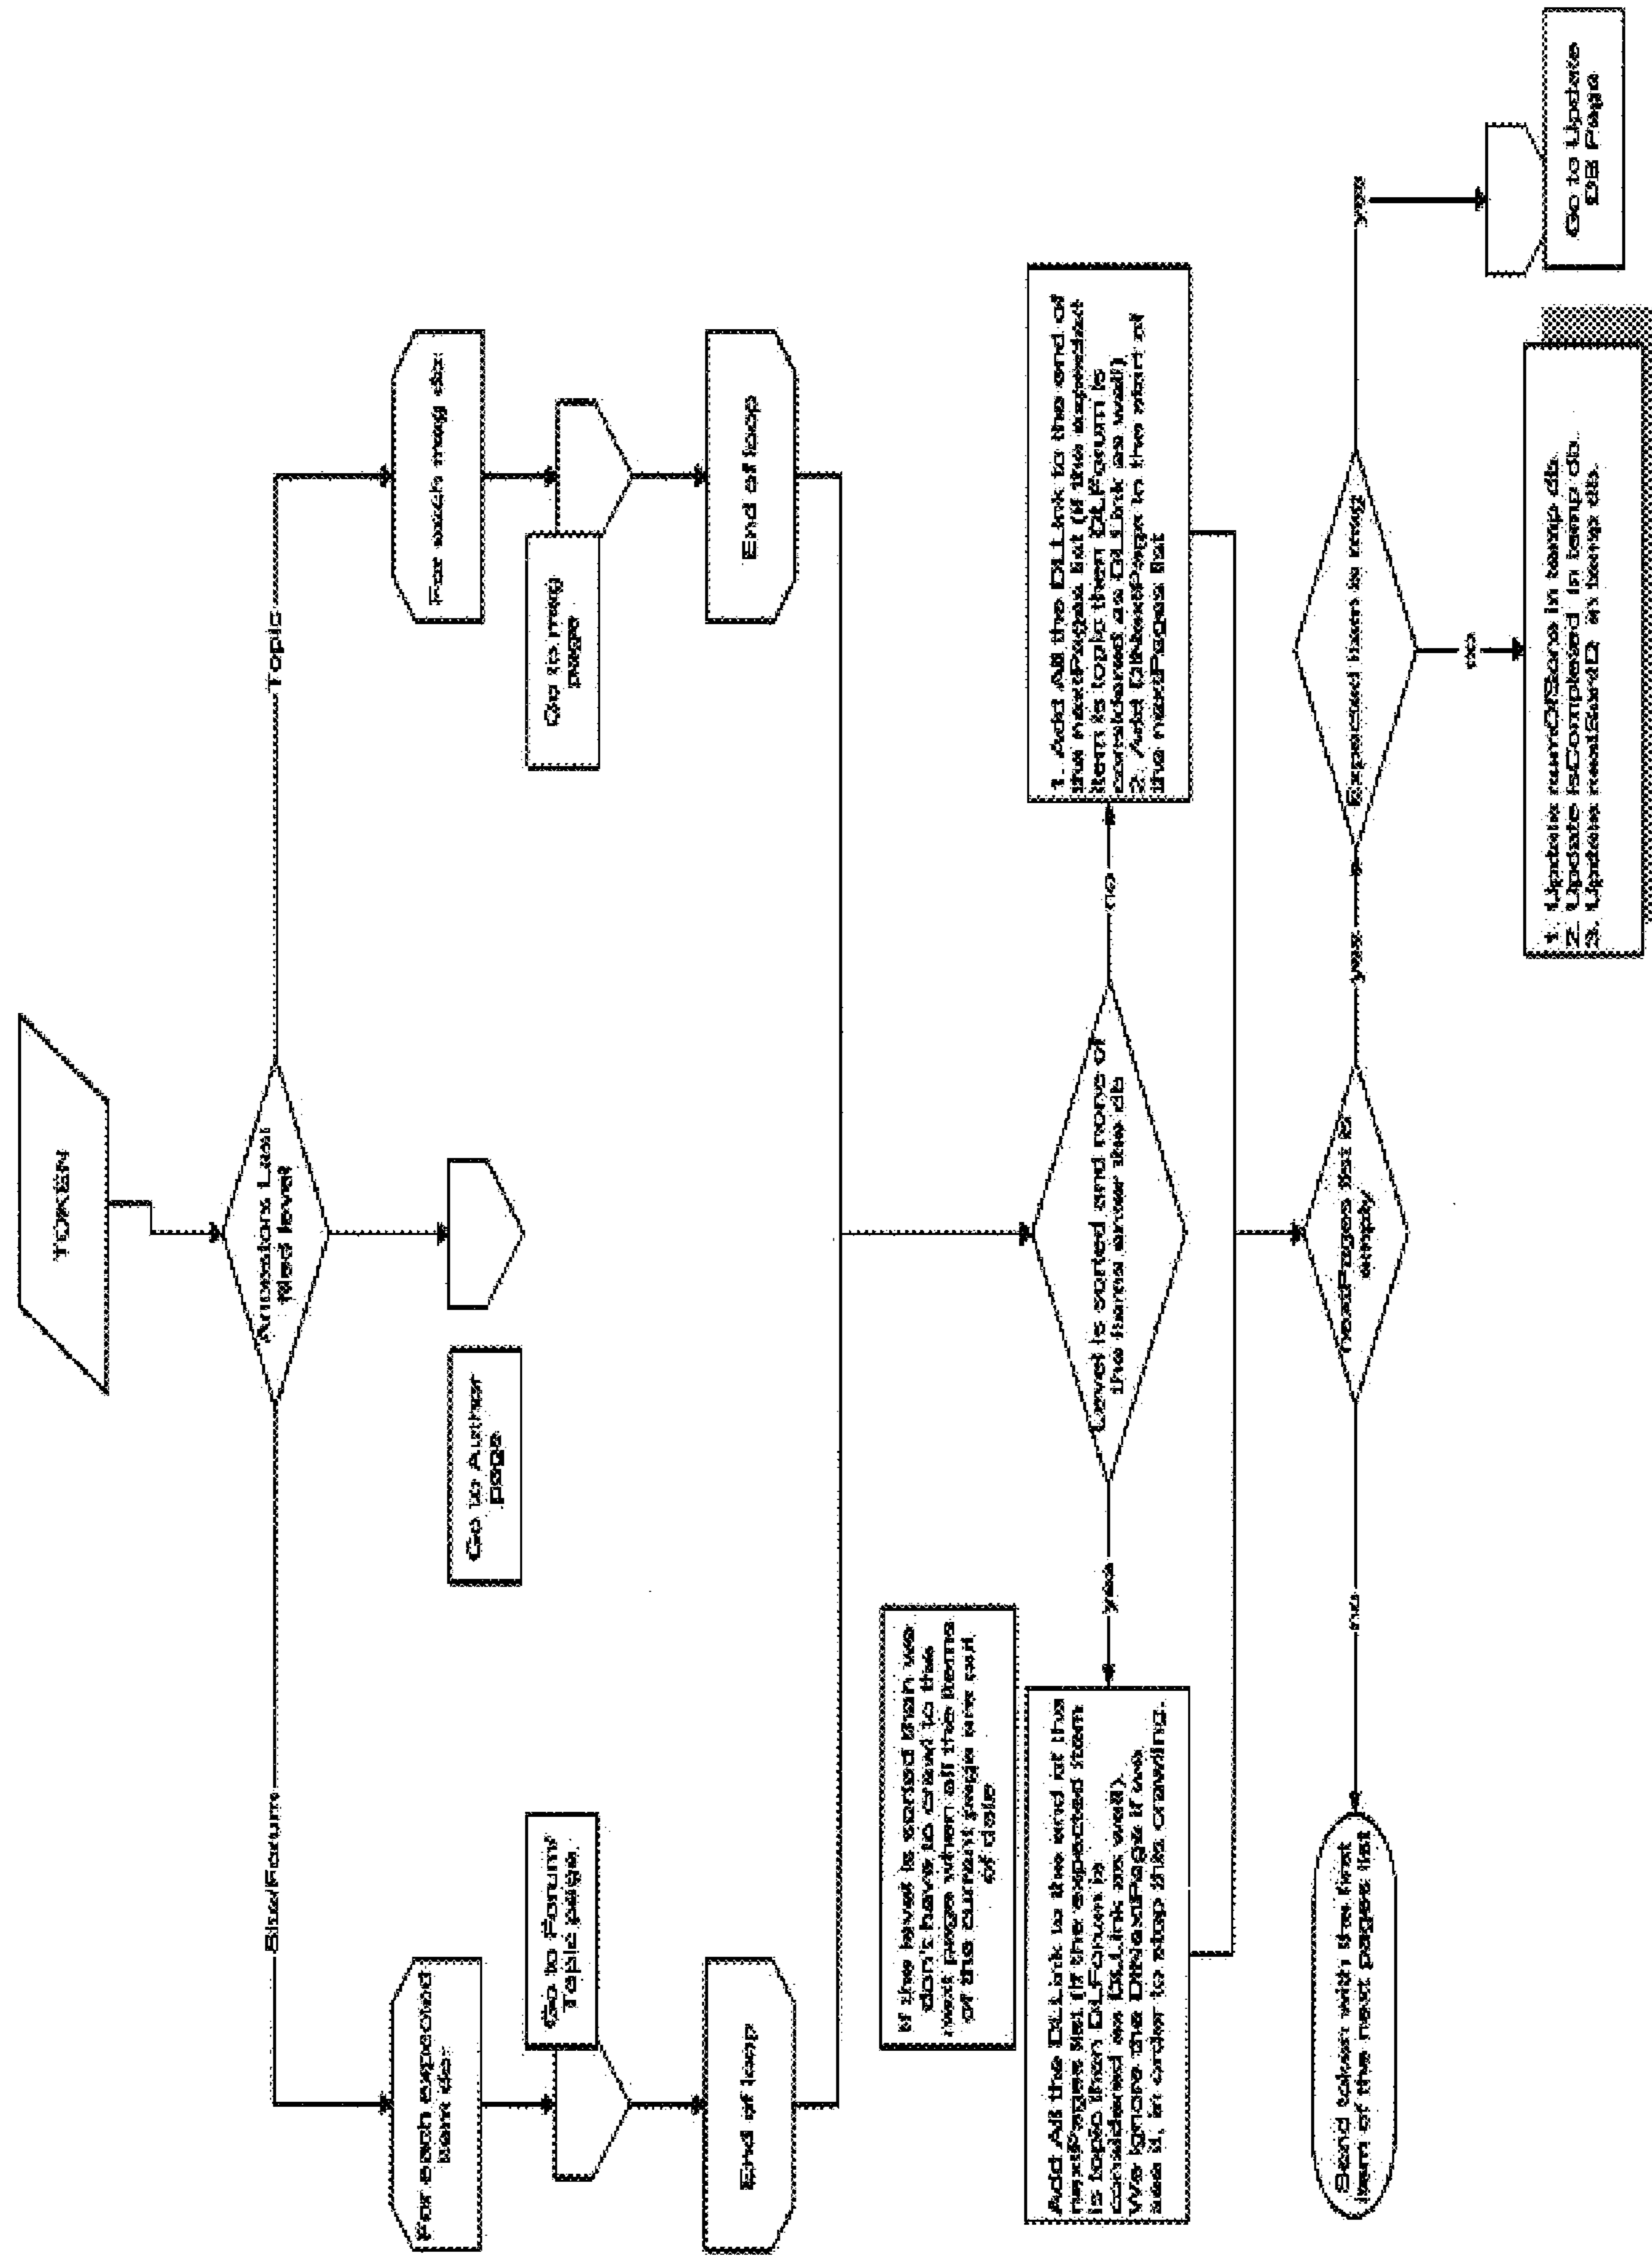 TOKEN
Ancestors Last
filed level
Site/Forum
Topic
For each expected
item do:
For each msg do:
Go to Forum/
Topic page
Go to Author
page
Go to msg
page
End of loop
End of loop
If the level is sorted than we
don't have to crawl to the
next page when all the items
of the current page are out
of date
Level is sorted and none of
the items enter the db
yes
no
Add All the DLLink to the end of the
nextPages list (If the expected item
is topic then DLForum is
considered as DLLink as well).
We ignore the DlNextPage if we
see it, in order to stop this crawling.
1. Add All the DLLink to the end of
the nextPages list (If the expected
item is topic then DLForum is
considered as DLLink as well)
2. Add DlNextPage to the start of
the nextPages list
nextPages list is
empty
no
yes
Expected item is msg
yes
no
Send token with the first
item of the next pages list
1. Update numOfSons in temp db.
2. Update isCompleted in temp db.
3. Update realSonID in temp db.
Go to Update
DB Page